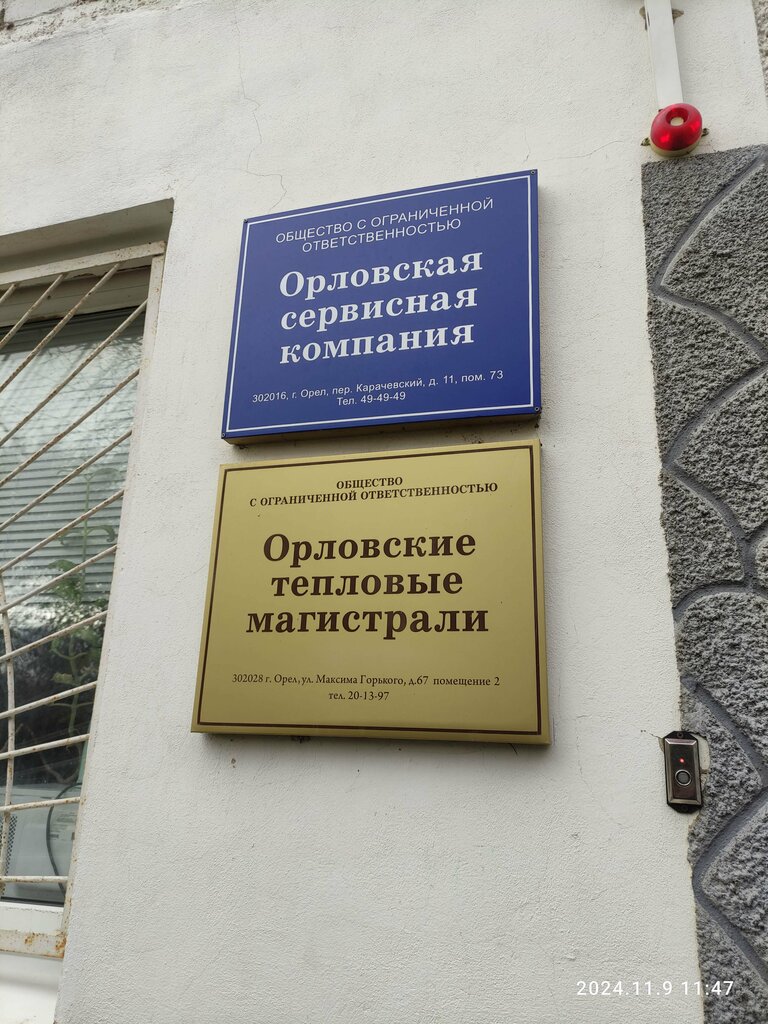 ОБЩЕСТВО С ОГРАНИЧЕННОЙ
ОТВЕТСТВЕННОСТЬЮ
Орловская
сервисная
компания
302016, г. Орел, пер. Карачевский, д. 11, пом. 73
Тел. 49-49-49
ОБЩЕСТВО
С ОГРАНИЧЕННОЙ ОТВЕТСТВЕННОСТЬЮ
Орловские
тепловые
магистрали
302028 г. Орел, ул. Максима Горького, д.67 помещение 2
тел. 20-13-97
2024.11.9 11:47